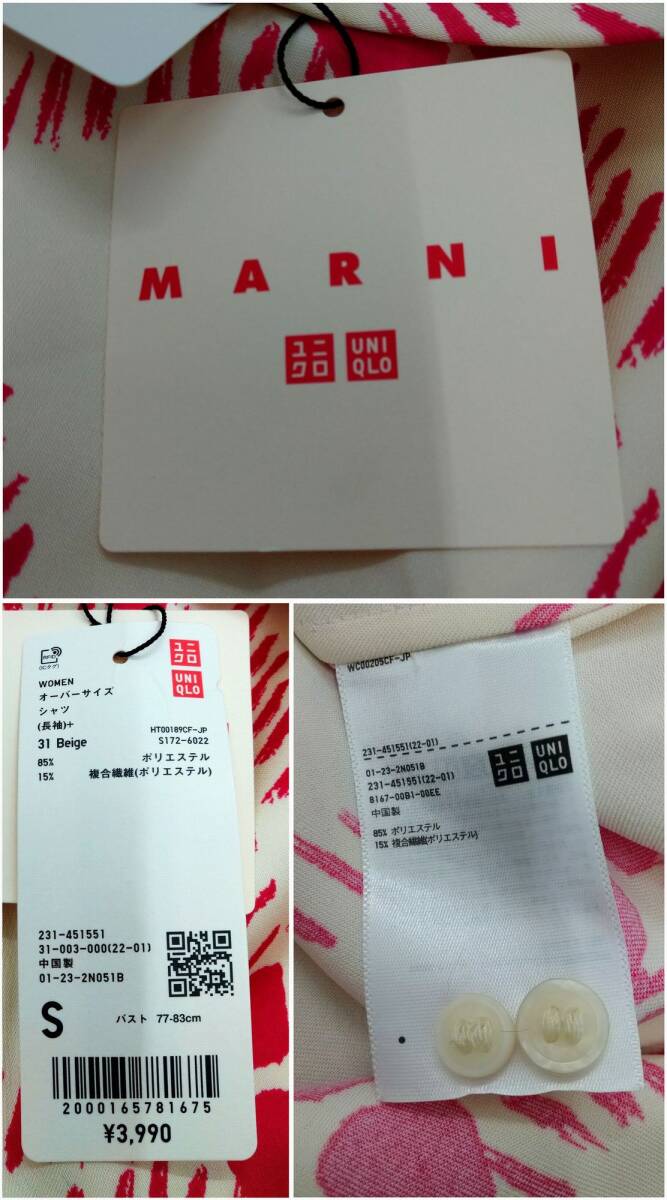 MARNI
ユニ UNI
クロ QLO
RFID
(ICタグ)
ユニ
クロ
UNI
QLO
WOMEN
オーバーサイズ
シャツ
(長袖)+
HT00189CF-JP
31 Beige S172-6022
85% ポリエステル
15% 複合繊維(ポリエステル)
231-451551
31-003-000(22-01)
中国製
01-23-2N051B
S バスト 77-83cm
2000165781675
¥3,990
WC00205CF-JP
231-451551(22-01)
01-23-2N051B
231-451551(22-01)
8167-00B1-00EE
中国製
ユニ UNI
クロ QLO
85% ポリエステル
15% 複合繊維(ポリエステル)